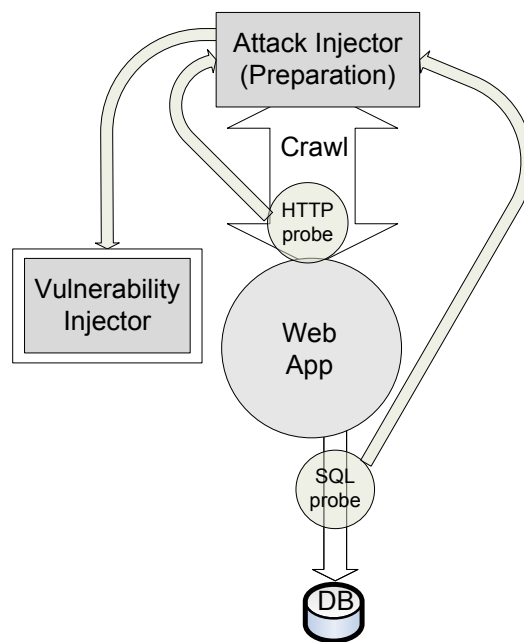 Attack Injector
(Preparation)
Crawl
HTTP
probe
Vulnerability
Injector
Web
App
SQL
probe
DB